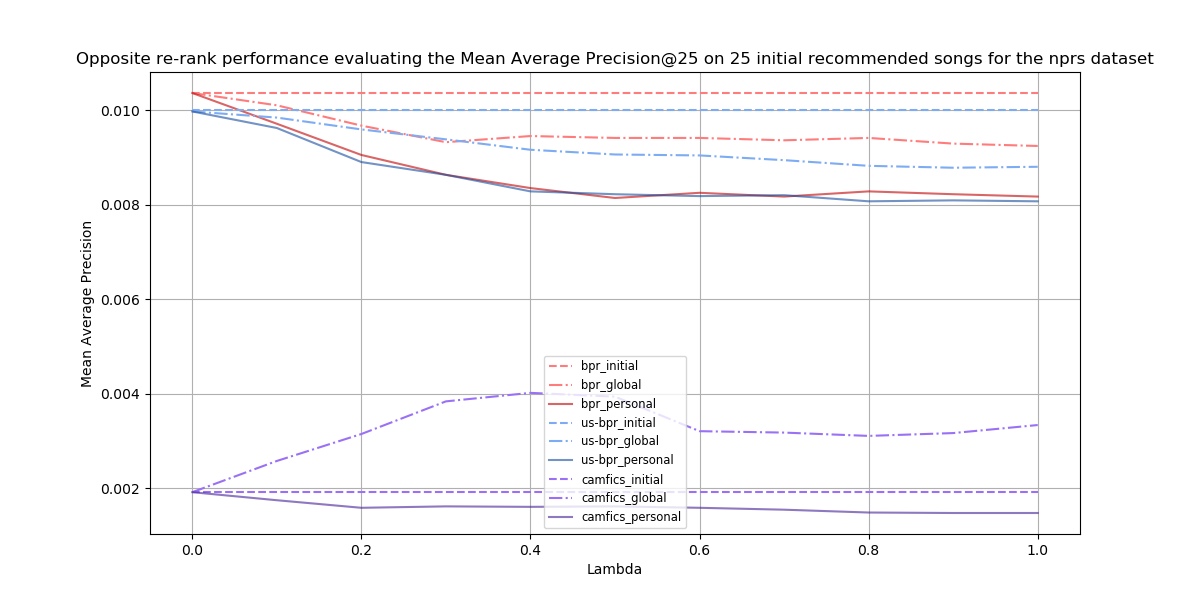 Opposite re-rank performance evaluating the Mean Average Precision@25 on 25 initial recommended songs for the nprs dataset
Mean Average Precision
0.010
0.008
0.006
0.004
0.002
bpr_initial
bpr_global
bpr_personal
us-bpr_initial
us-bpr_global
us-bpr_personal
camfics_initial
camfics_global
camfics_personal
0.0 0.2 0.4 0.6 0.8 1.0
Lambda